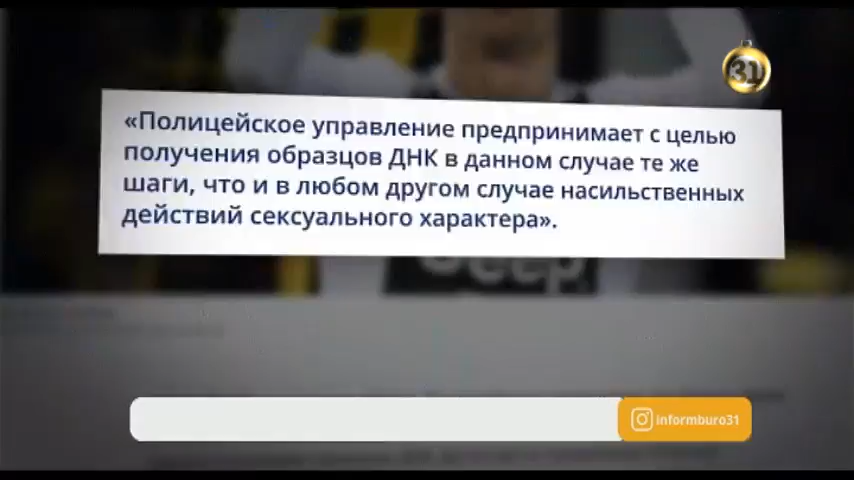 31
«Полицейское управление предпринимает с целью
получения образцов ДНК в данном случае те же
шаги, что и в любом другом случае насильственных
действий сексуального характера».
Jeep
informburo31